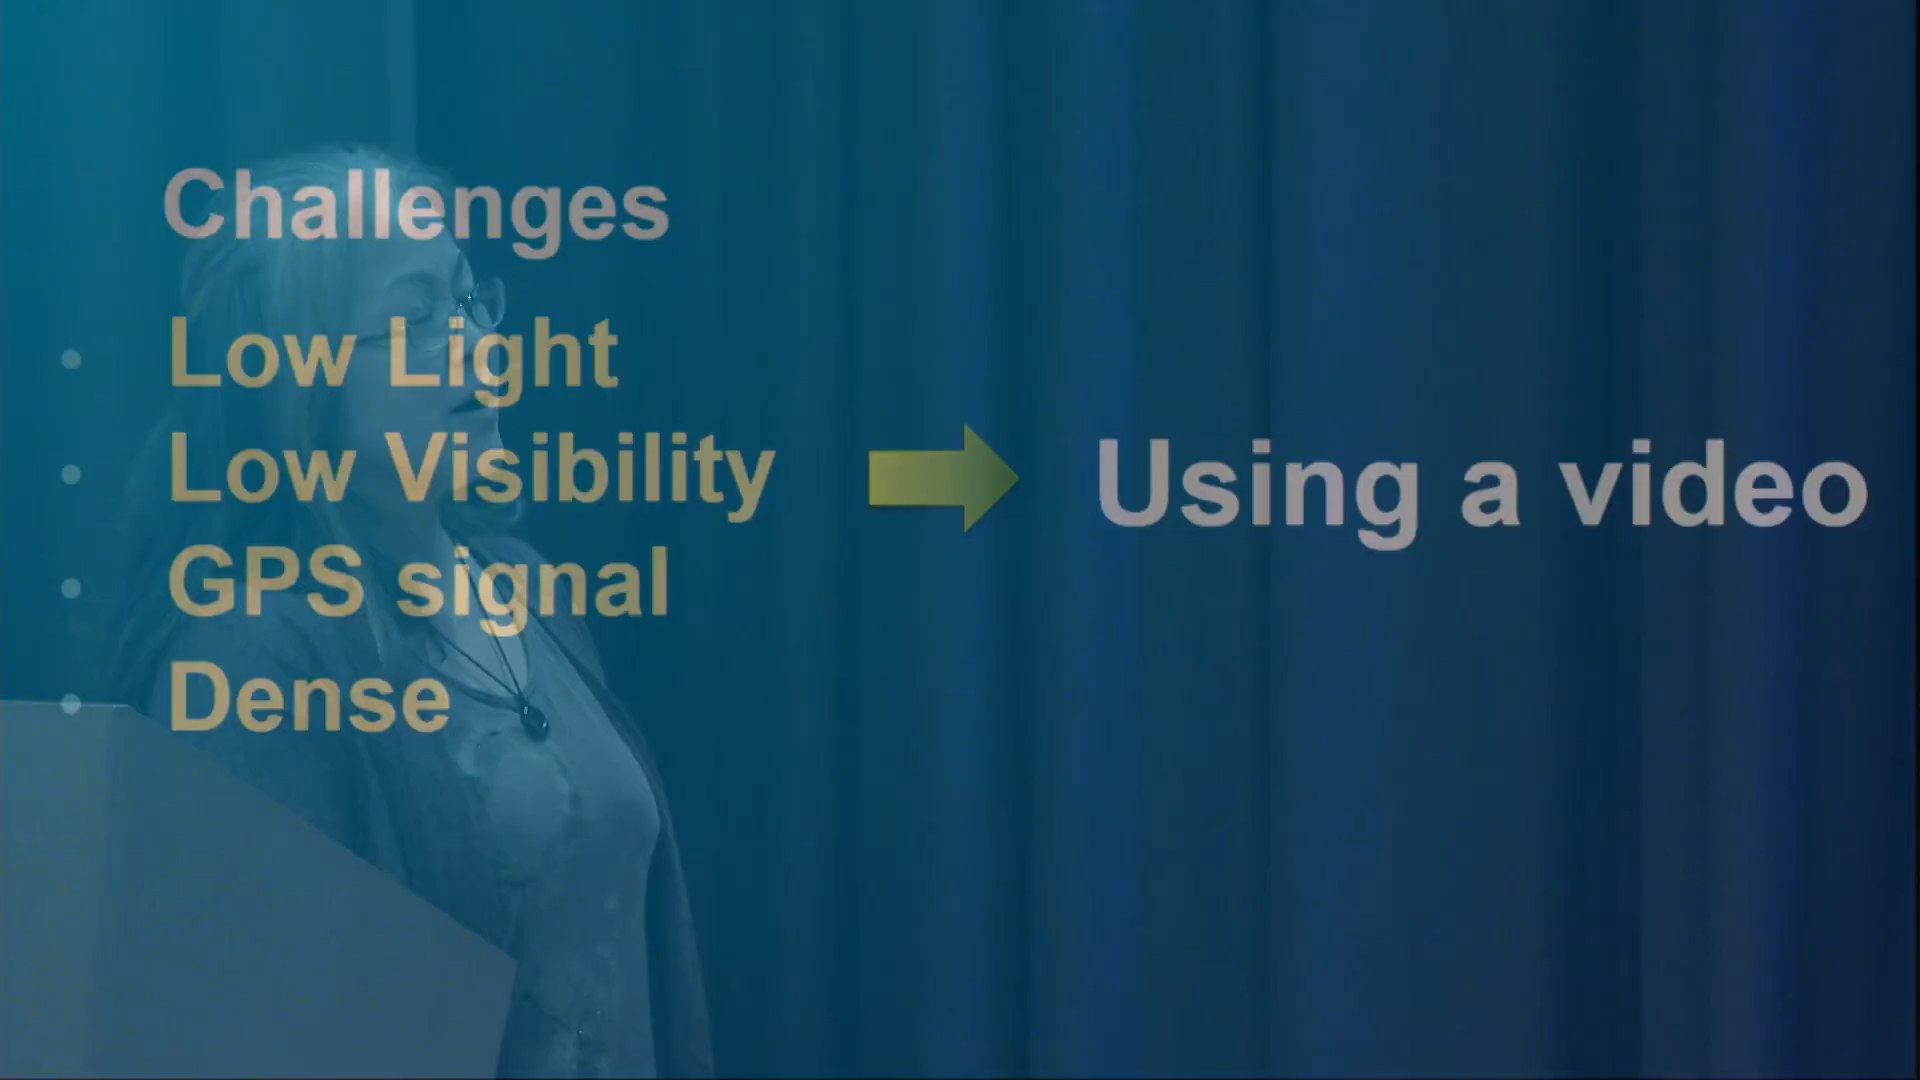 Challenges
• Low Light
• Low Visibility
• GPS signal
• Dense
Using a video